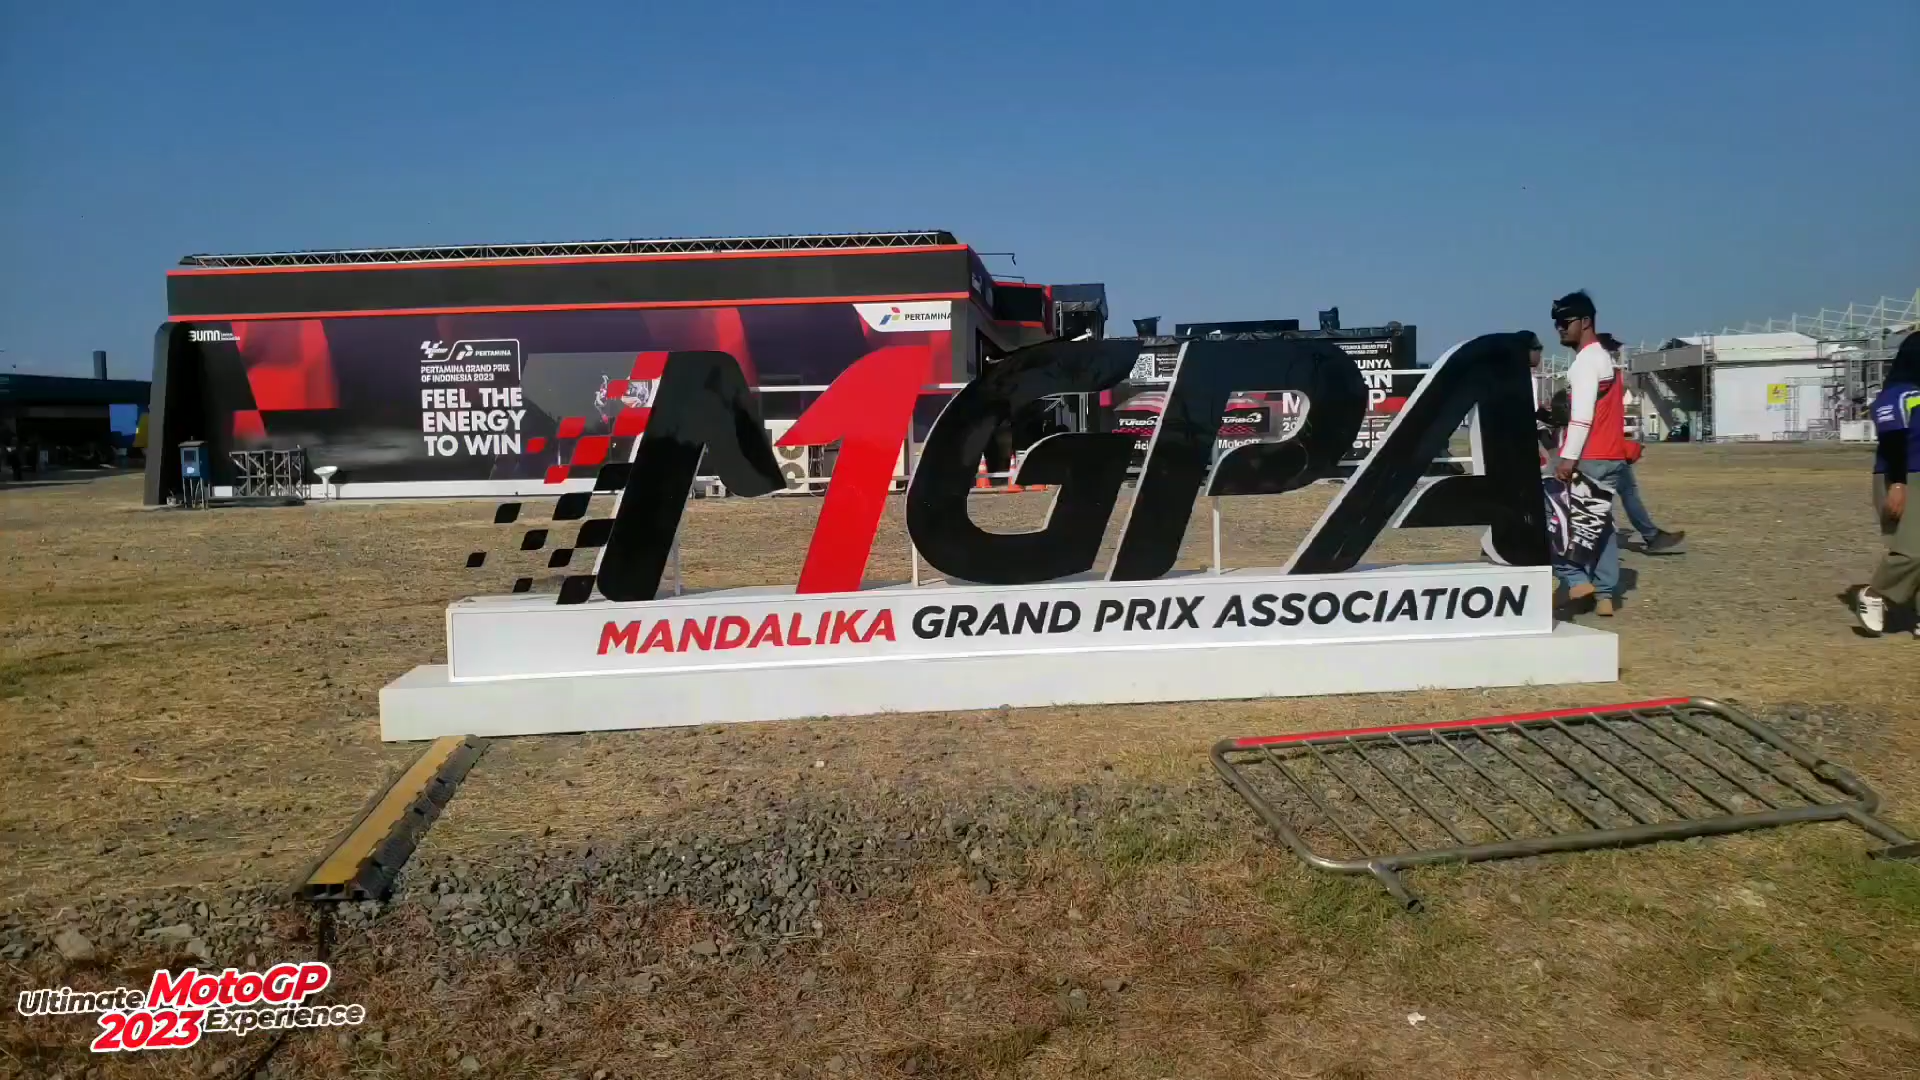 BUMN
PERTAMINA
PERTAMINA
PERTAMINA GRAND PRIX
OF INDONESIA 2023
FEEL THE
ENERGY
TO WIN
MGPA
MANDALIKA GRAND PRIX ASSOCIATION
Ultimate MotoGP
2023 Experience